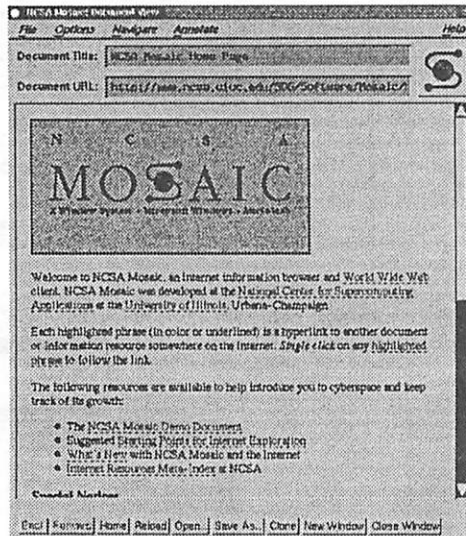 NCSA Mosaic: Document View
File Options Navigate Annotate Help
Document Title: NCSA Mosaic Home Page
Document URL: http://www.ncsa.uiuc.edu/SDG/Software/Mosaic/
N C S A
MOSAIC
X Window System • Microsoft Windows • Macintosh
Welcome to NCSA Mosaic, an Internet information browser and World Wide Web
client. NCSA Mosaic was developed at the National Center for Supercomputing
Applications at the University of Illinois, Urbana-Champaign.
Each highlighted phrase (in color or underlined) is a hyperlink to another document
or information resource somewhere on the Internet. Single click on any highlighted
phrase to follow the link.
The following resources are available to help introduce you to cyberspace and keep
track of its growth:
• The NCSA Mosaic Demo Document
• Suggested Starting Points for Internet Exploration
• What's New with NCSA Mosaic and the Internet
• Internet Resources Meta-Index at NCSA
Special Notices
Back Forward Home Reload Open... Save As... Clone New Window Close Window